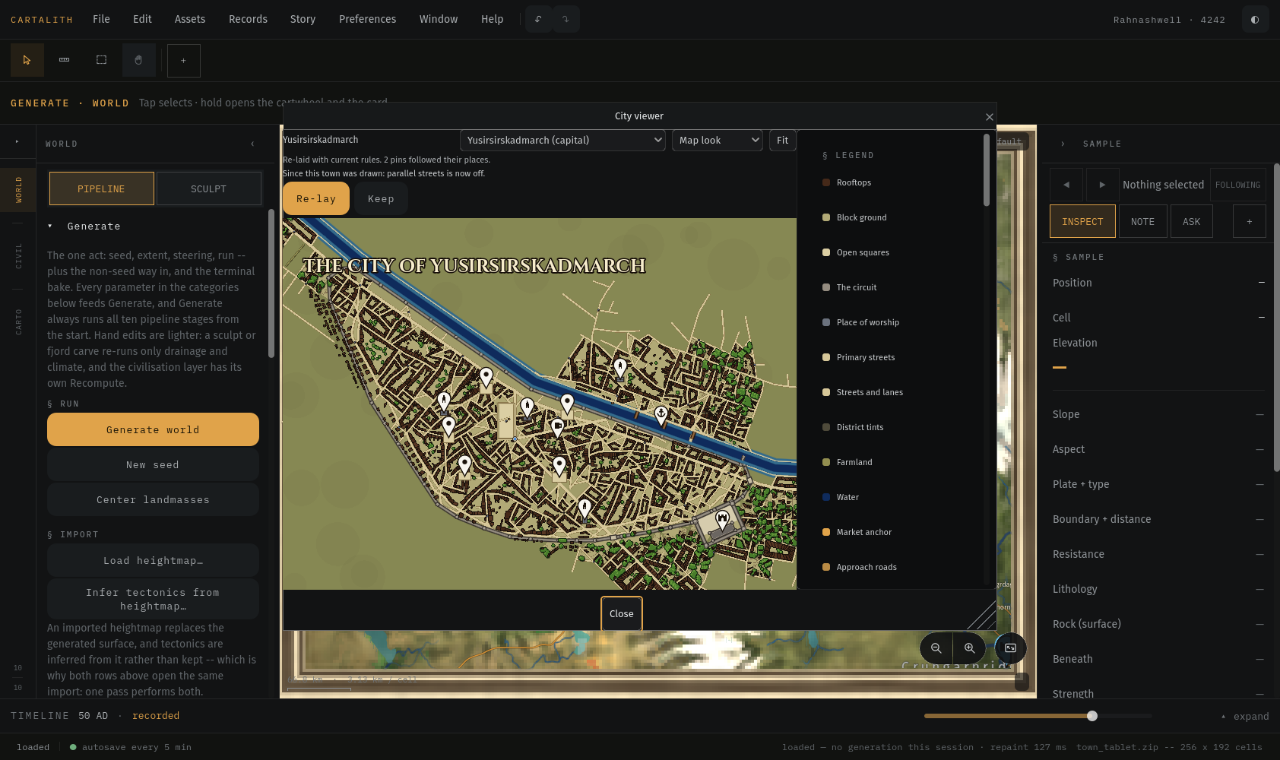 CARTALITH File Edit Assets Records Story Preferences Window Help Rahnashwell · 4242
GENERATE · WORLD Tap selects · hold opens the cartwheel and the card
WORLD
WORLD
CIVIL
CARTO
10
10
PIPELINE SCULPT
Generate
The one act: seed, extent, steering, run --
plus the non-seed way in, and the terminal
bake. Every parameter in the categories
below feeds Generate, and Generate
always runs all ten pipeline stages from
the start. Hand edits are lighter: a sculpt or
fjord carve re-runs only drainage and
climate, and the civilisation layer has its
own Recompute.
§ RUN
Generate world
New seed
Center landmasses
§ IMPORT
Load heightmap…
Infer tectonics from
heightmap…
An imported heightmap replaces the
generated surface, and tectonics are
inferred from it rather than kept -- which is
why both rows above open the same
import: one pass performs both.
City viewer
Yusirsirskadmarch Yusirsirskadmarch (capital) Map look Fit
Re-laid with current rules. 2 pins followed their places.
Since this town was drawn: parallel streets is now off.
Re-lay Keep
THE CITY OF YUSIRSIRSKADMARCH
§ LEGEND
Rooftops
Block ground
Open squares
The circuit
Place of worship
Primary streets
Streets and lanes
District tints
Farmland
Water
Market anchor
Approach roads
Close
SAMPLE
Nothing selected FOLLOWING
INSPECT NOTE ASK +
§ SAMPLE
Position —
Cell —
Elevation
Slope —
Aspect —
Plate + type —
Boundary + distance —
Resistance —
Lithology —
Rock (surface) —
Beneath —
Strength —
TIMELINE 50 AD · recorded expand
loaded autosave every 5 min loaded — no generation this session · repaint 127 ms town_tablet.zip -- 256 x 192 cells